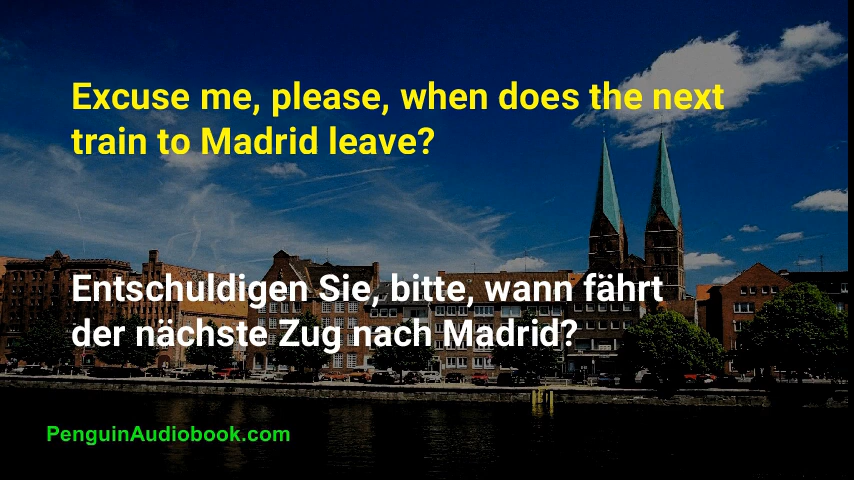 Excuse me, please, when does the next
train to Madrid leave?
Entschuldigen Sie, bitte, wann fährt
der nächste Zug nach Madrid?
PenguinAudiobook.com